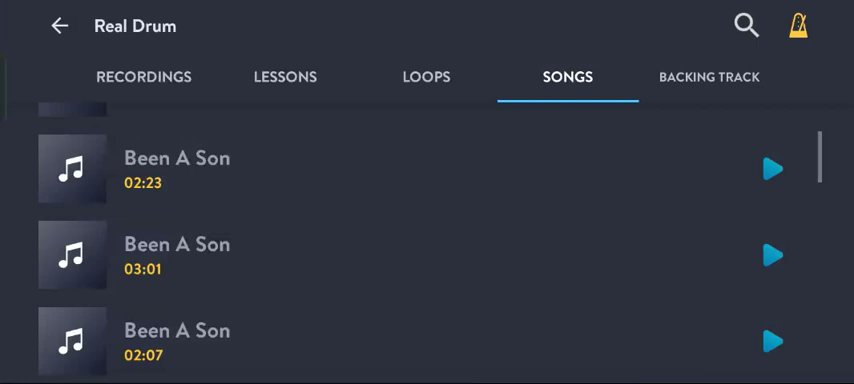 Real Drum
RECORDINGS
LESSONS
LOOPS
SONGS
BACKING TRACK
Been A Son
02:23
Been A Son
03:01
Been A Son
02:07